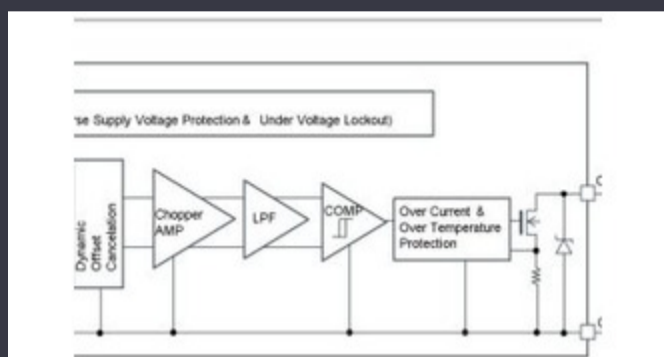 se Supply Voltage Protection & Under Voltage Lockout)
Dynamic
Offset
Cancelation
Chopper
AMP
LPF
COMP
Over Current &
Over Temperature
Protection